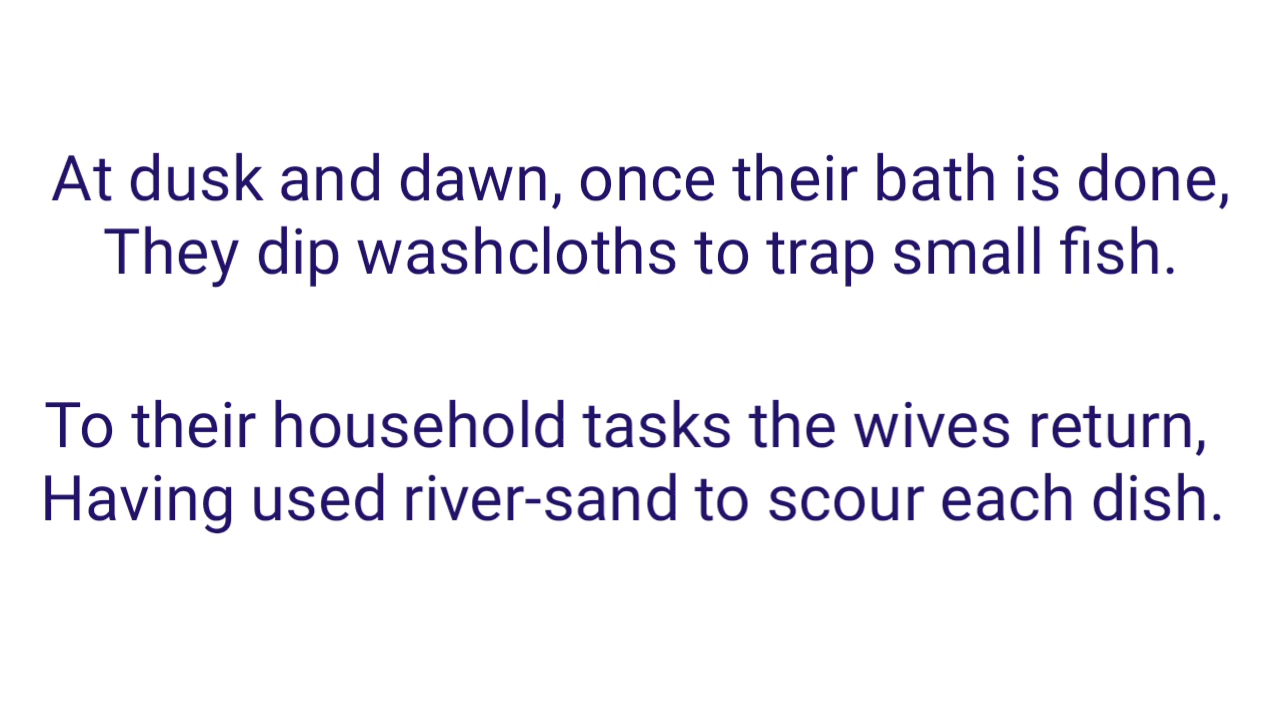 At dusk and dawn, once their bath is done,
They dip washcloths to trap small fish.
To their household tasks the wives return,
Having used river-sand to scour each dish.